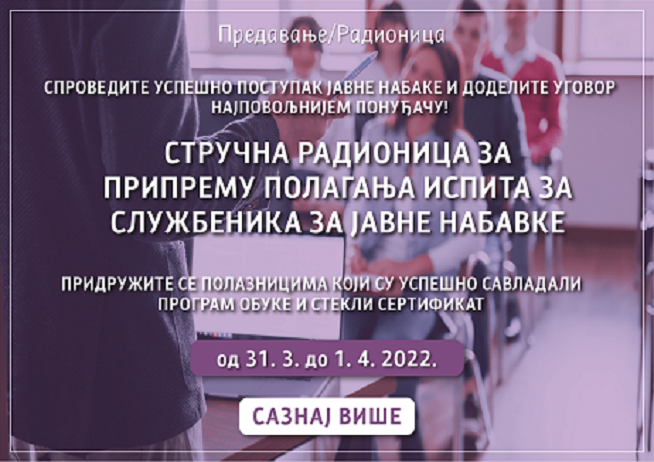 Предавање/Радионица
СПРОВЕДИТЕ УСПЕШНО ПОСТУПАК ЈАВНЕ НАБАКЕ И ДОДЕЛИТЕ УГОВОР
НАЈПОВОЉНИЈЕМ ПОНУЂАЧУ!
СТРУЧНА РАДИОНИЦА ЗА
ПРИПРЕМУ ПОЛАГАЊА ИСПИТА ЗА
СЛУЖБЕНИКА ЗА ЈАВНЕ НАБАВКЕ
ПРИДРУЖИТЕ СЕ ПОЛАЗНИЦИМА КОЈИ СУ УСПЕШНО САВЛАДАЛИ
ПРОГРАМ ОБУКЕ И СТЕКЛИ СЕРТИФИКАТ
од 31. 3. до 1. 4. 2022.
САЗНАЈ ВИШЕ